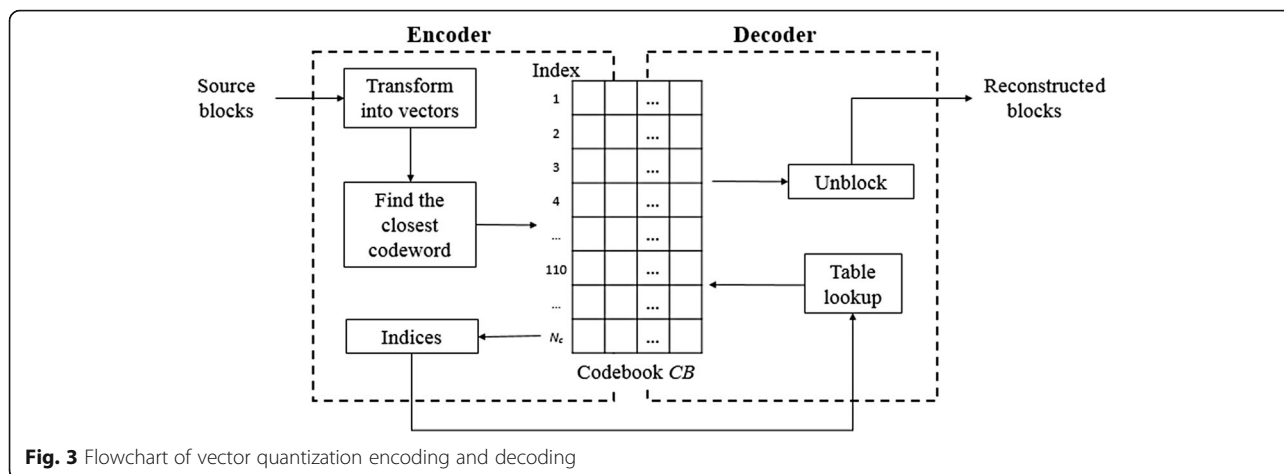 Encoder
Decoder
Source
blocks
Transform
into vectors
Find the
closest
codeword
Indices
Index
1
...
2
...
3
...
4
...
...
...
110
...
...
...
Nc
...
Codebook CB
Unblock
Table
lookup
Reconstructed
blocks
Fig. 3 Flowchart of vector quantization encoding and decoding